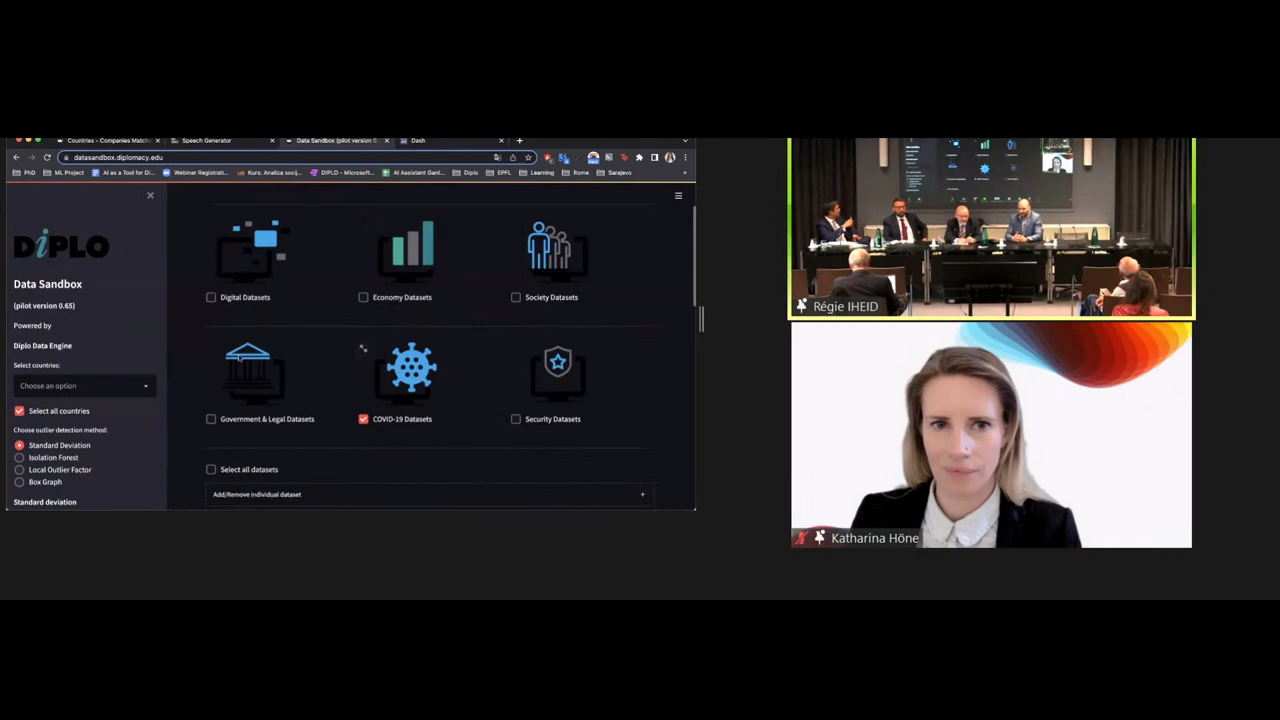 Countries - Companies Matche
Speech Generator
Data Sandbox (pilot version 0.
Dash
datasandbox.diplomacy.edu
PhD
ML Project
AI as a Tool for Di...
Webinar Registrati...
Kurs: Analiza socij...
DIPLO - Microsoft...
AI Assistant Gant...
Diplo
EPFL
Learning
Rome
Sarajevo
DiPLO
Data Sandbox
(pilot version 0.65)
Powered by
Diplo Data Engine
Select countries:
Choose an option
Select all countries
Choose outlier detection method:
Standard Deviation
Isolation Forest
Local Outlier Factor
Box Graph
Standard deviation
Digital Datasets
Economy Datasets
Society Datasets
Government & Legal Datasets
COVID-19 Datasets
Security Datasets
Select all datasets
Add/Remove individual dataset
Régie IHEID
Katharina Höne